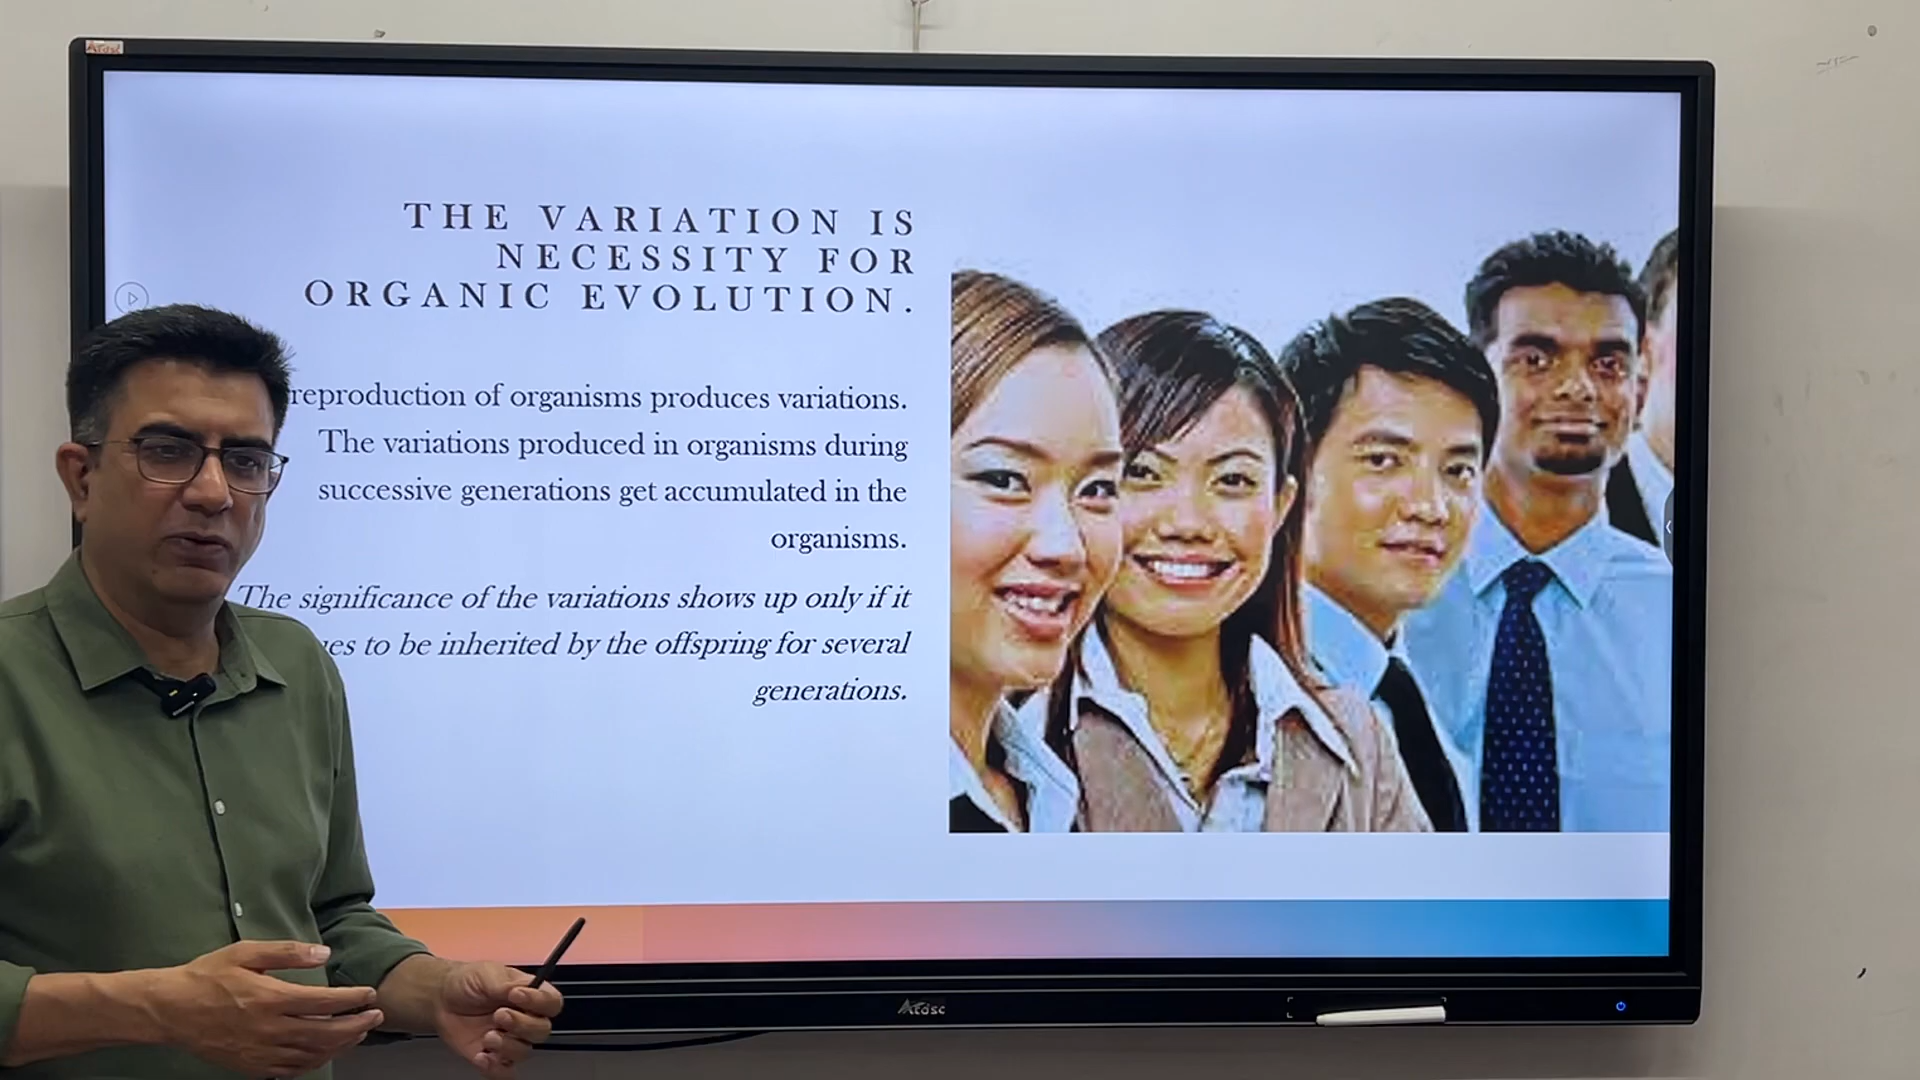 Atdsc
THE VARIATION IS
NECESSITY FOR
ORGANIC EVOLUTION.
reproduction of organisms produces variations.
The variations produced in organisms during
successive generations get accumulated in the
organisms.
The significance of the variations shows up only if it
to be inherited by the offspring for several
generations.
Atdsc